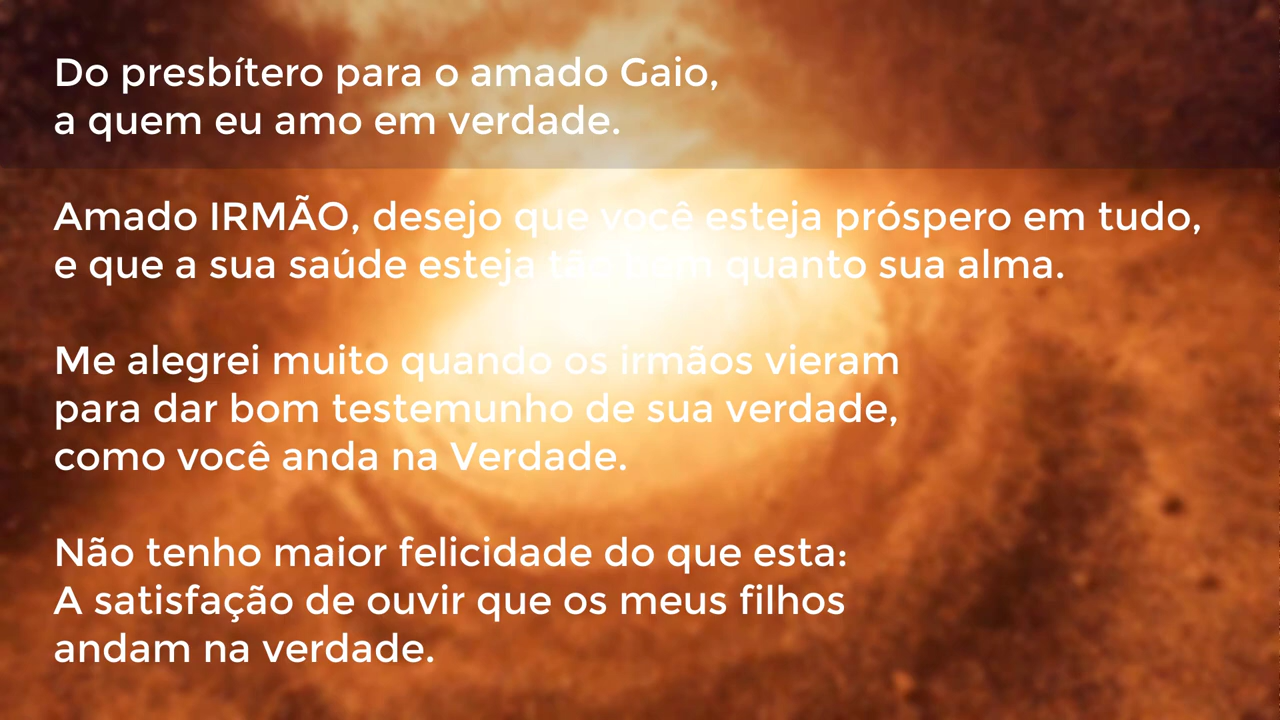 Do presbítero para o amado Gaio,
a quem eu amo em verdade.
Amado IRMÃO, desejo que você esteja próspero em tudo,
e que a sua saúde esteja tão bem quanto sua alma.
Me alegrei muito quando os irmãos vieram
para dar bom testemunho de sua verdade,
como você anda na Verdade.
Não tenho maior felicidade do que esta:
A satisfação de ouvir que os meus filhos
andam na verdade.